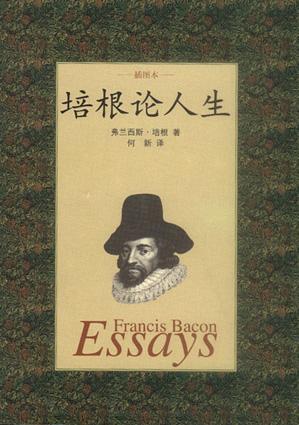 插图本
培根论人生
弗兰西斯·培根 著
何 新 译
Francis Bacon
Essays